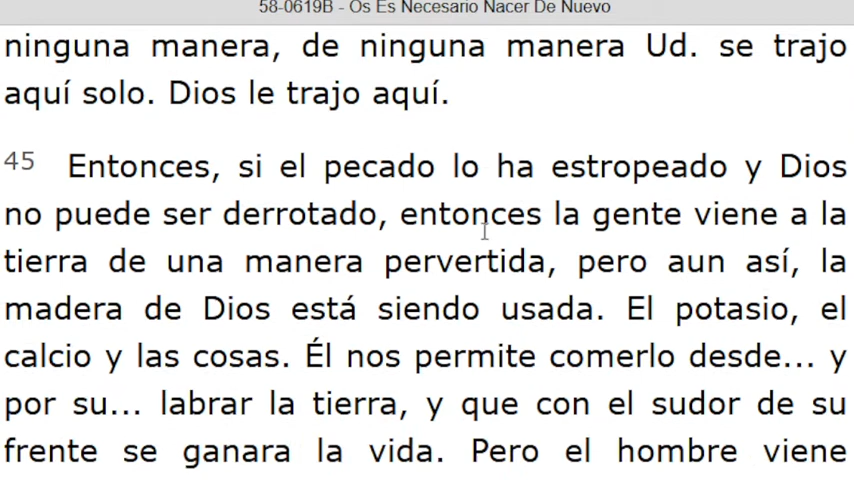 58-0619B - Os Es Necesario Nacer De Nuevo
ninguna manera, de ninguna manera Ud. se trajo
aquí solo. Dios le trajo aquí.
45 Entonces, si el pecado lo ha estropeado y Dios
no puede ser derrotado, entonces la gente viene a la
tierra de una manera pervertida, pero aun así, la
madera de Dios está siendo usada. El potasio, el
calcio y las cosas. Él nos permite comerlo desde... y
por su... labrar la tierra, y que con el sudor de su
frente se ganara la vida. Pero el hombre viene